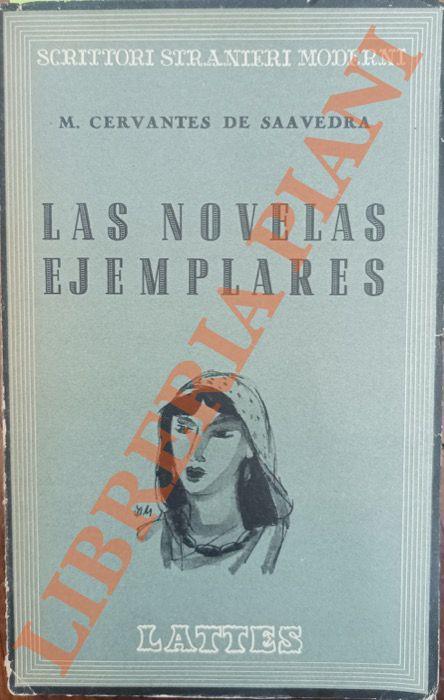 SCRITTORI STRANIERI MODERNI
M. CERVANTES DE SAAVEDRA
LAS NOVELAS
EJEMPLARES
LATTES
LIBRERIA PIANI